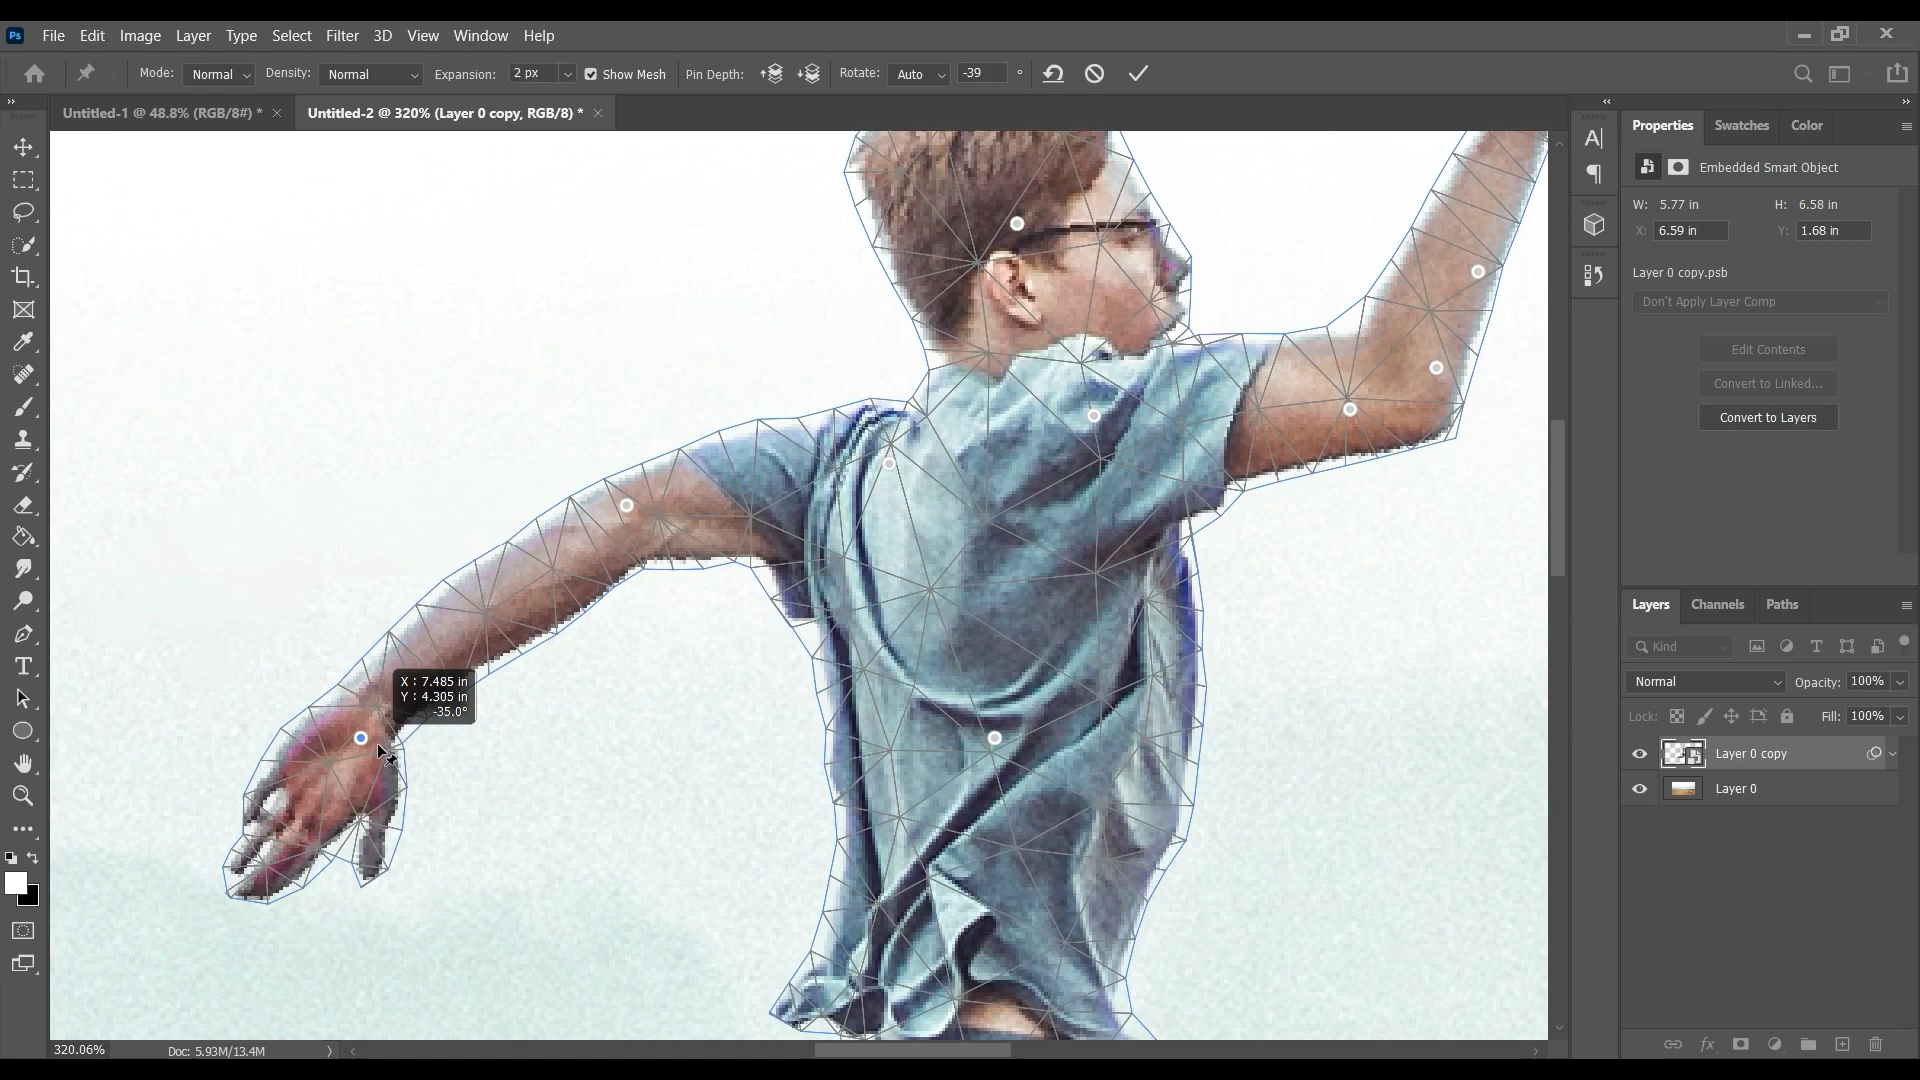 Ps File Edit Image Layer Type Select Filter 3D View Window Help
Mode: Normal Density: Normal Expansion: 2 px Show Mesh Pin Depth: Rotate: Auto -39 °
Untitled-1 @ 48.8% (RGB/8#) * Untitled-2 @ 320% (Layer 0 copy, RGB/8) *
Properties Swatches Color
Embedded Smart Object
W: 5.77 in H: 6.58 in
X: 6.59 in Y: 1.68 in
Layer 0 copy.psb
Don't Apply Layer Comp
Edit Contents
Convert to Linked...
Convert to Layers
X : 7.485 in
Y : 4.305 in
-35.0°
Layers Channels Paths
Kind
Normal Opacity: 100%
Lock: Fill: 100%
Layer 0 copy
Layer 0
fx
320.06% Doc: 5.93M/13.4M